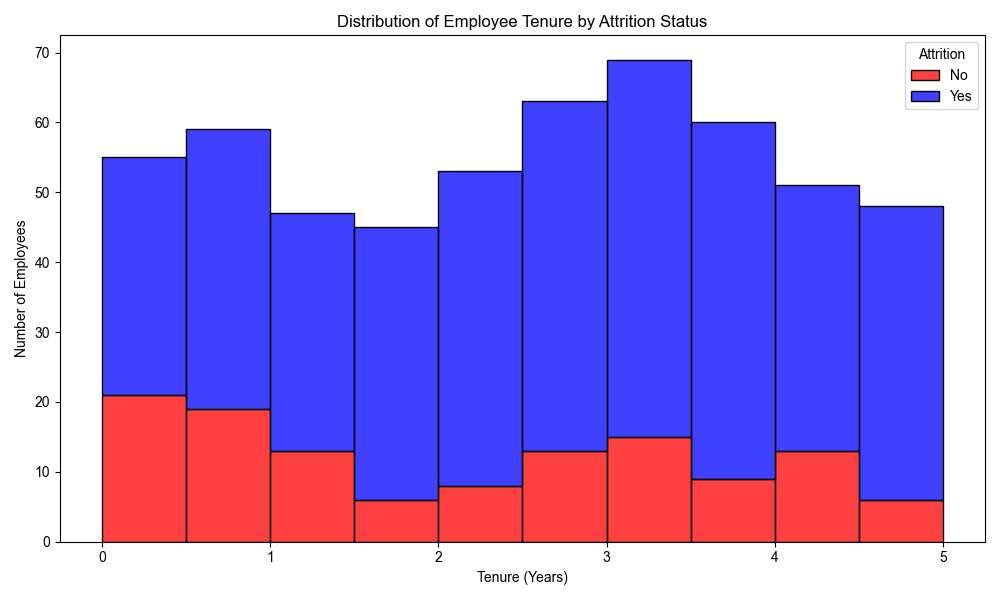 Distribution of Employee Tenure by Attrition Status
Attrition
No
Yes
Number of Employees
70
60
50
40
30
20
10
0
0 1 2 3 4 5
Tenure (Years)